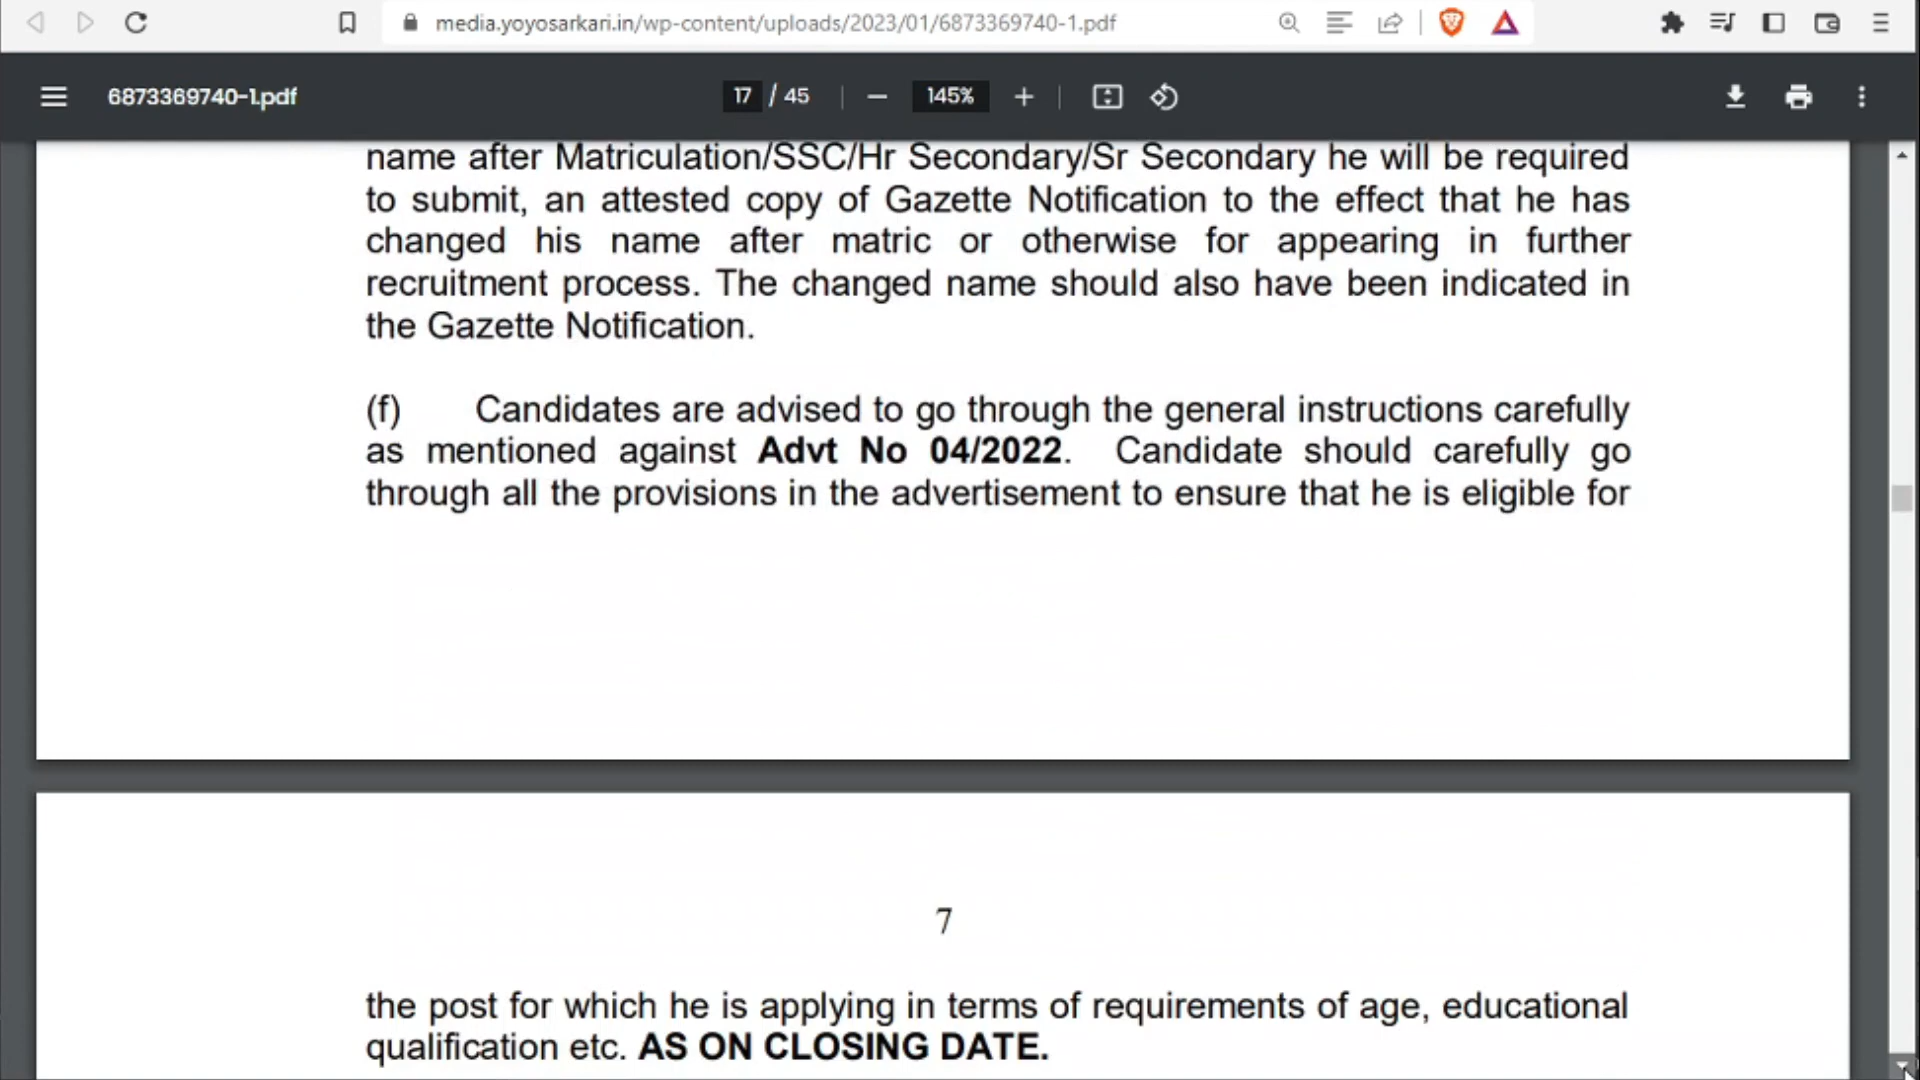 media.yoyosarkari.in/wp-content/uploads/2023/01/6873369740-1.pdf
6873369740-1.pdf
17 / 45
145%
name after Matriculation/SSC/Hr Secondary/Sr Secondary he will be required
to submit, an attested copy of Gazette Notification to the effect that he has
changed his name after matric or otherwise for appearing in further
recruitment process. The changed name should also have been indicated in
the Gazette Notification.
(f) Candidates are advised to go through the general instructions carefully
as mentioned against Advt No 04/2022. Candidate should carefully go
through all the provisions in the advertisement to ensure that he is eligible for
7
the post for which he is applying in terms of requirements of age, educational
qualification etc. AS ON CLOSING DATE.